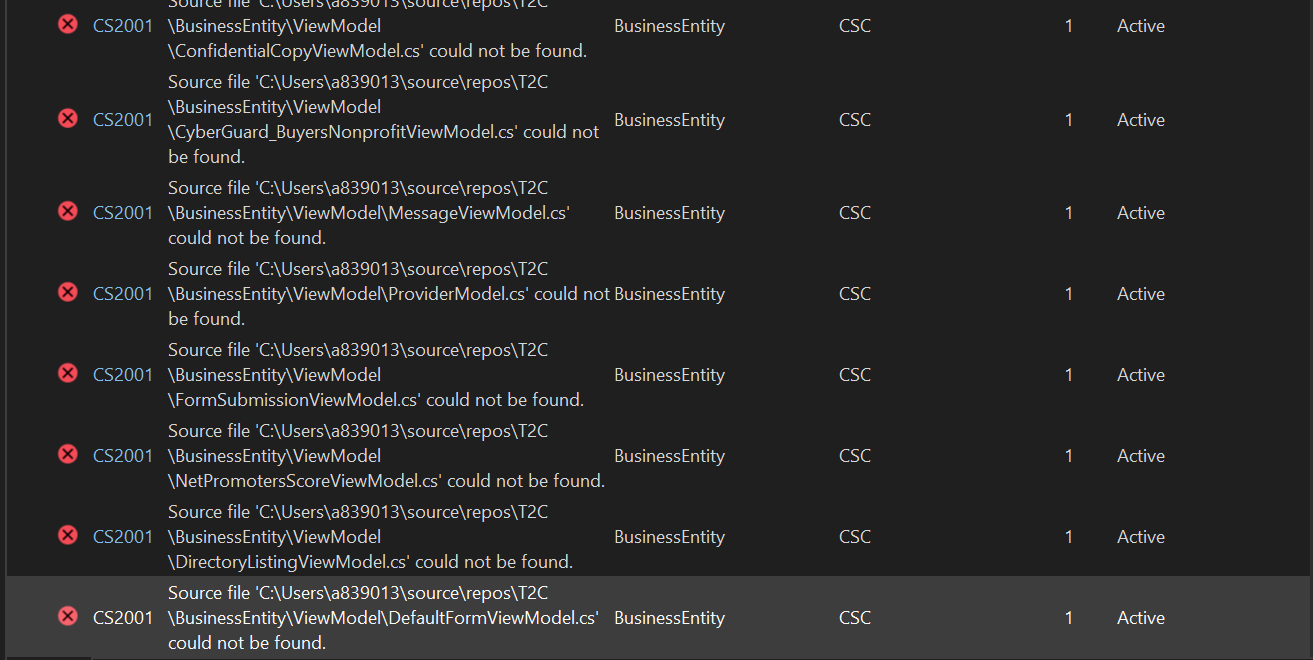 Source file 'C:\Users\a839013\source\repos\T2C
CS2001 \BusinessEntity\ViewModel BusinessEntity CSC 1 Active
\ConfidentialCopyViewModel.cs' could not be found.
Source file 'C:\Users\a839013\source\repos\T2C
\BusinessEntity\ViewModel
CS2001 BusinessEntity CSC 1 Active
\CyberGuard_BuyersNonprofitViewModel.cs' could not
be found.
Source file 'C:\Users\a839013\source\repos\T2C
CS2001 \BusinessEntity\ViewModel\MessageViewModel.cs' BusinessEntity CSC 1 Active
could not be found.
Source file 'C:\Users\a839013\source\repos\T2C
CS2001 \BusinessEntity\ViewModel\ProviderModel.cs' could not BusinessEntity CSC 1 Active
be found.
Source file 'C:\Users\a839013\source\repos\T2C
CS2001 \BusinessEntity\ViewModel BusinessEntity CSC 1 Active
\FormSubmissionViewModel.cs' could not be found.
Source file 'C:\Users\a839013\source\repos\T2C
CS2001 \BusinessEntity\ViewModel BusinessEntity CSC 1 Active
\NetPromotersScoreViewModel.cs' could not be found.
Source file 'C:\Users\a839013\source\repos\T2C
CS2001 \BusinessEntity\ViewModel BusinessEntity CSC 1 Active
\DirectoryListingViewModel.cs' could not be found.
Source file 'C:\Users\a839013\source\repos\T2C
CS2001 \BusinessEntity\ViewModel\DefaultFormViewModel.cs' BusinessEntity CSC 1 Active
could not be found.